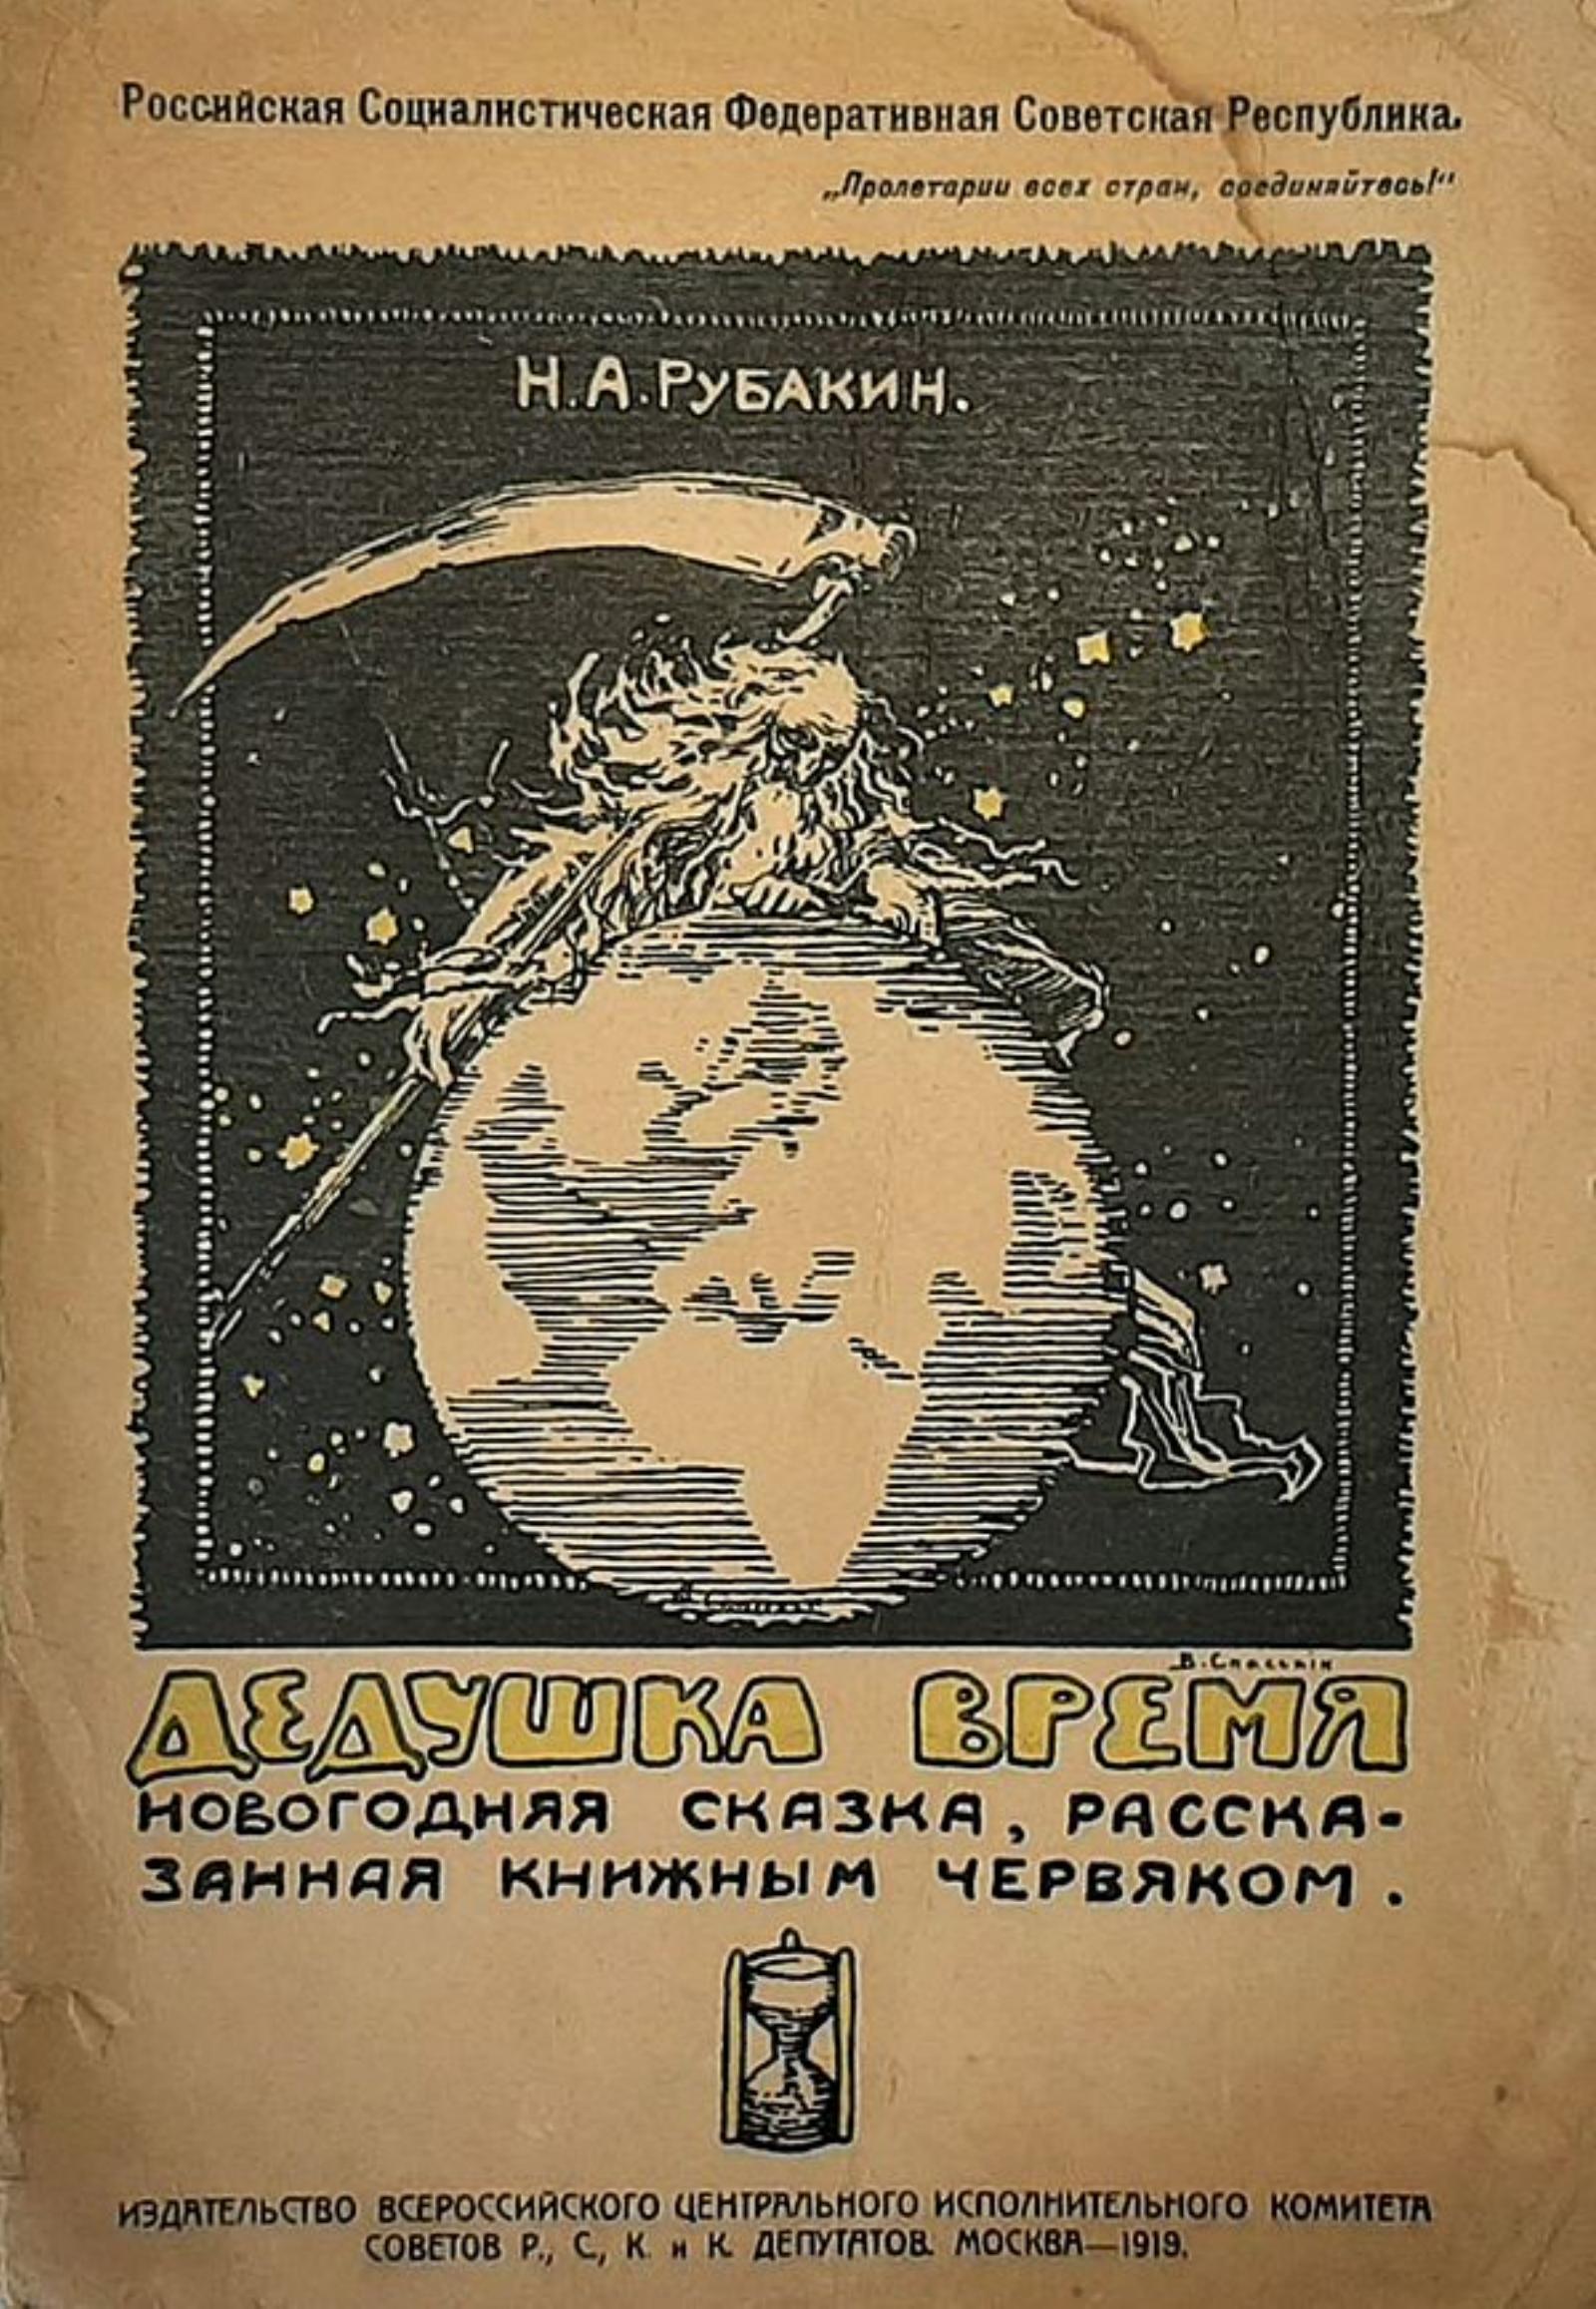 Российская Социалистическая Федеративная Советская Республика.
„Пролетарии всех стран, соединяйтесь!“
Н.А.РУБАКИН.
В. Спасскiй
ДЕДУШКА ВРЕМЯ
НОВОГОДНЯЯ СКАЗКА, РАССКА-
ЗАННАЯ КНИЖНЫМ ЧЕРВЯКОМ.
ИЗДАТЕЛЬСТВО ВСЕРОССИЙСКОГО ЦЕНТРАЛЬНОГО ИСПОЛНИТЕЛЬНОГО КОМИТЕТА
СОВЕТОВ Р., С., К. и К. ДЕПУТАТОВ. МОСКВА—1919.